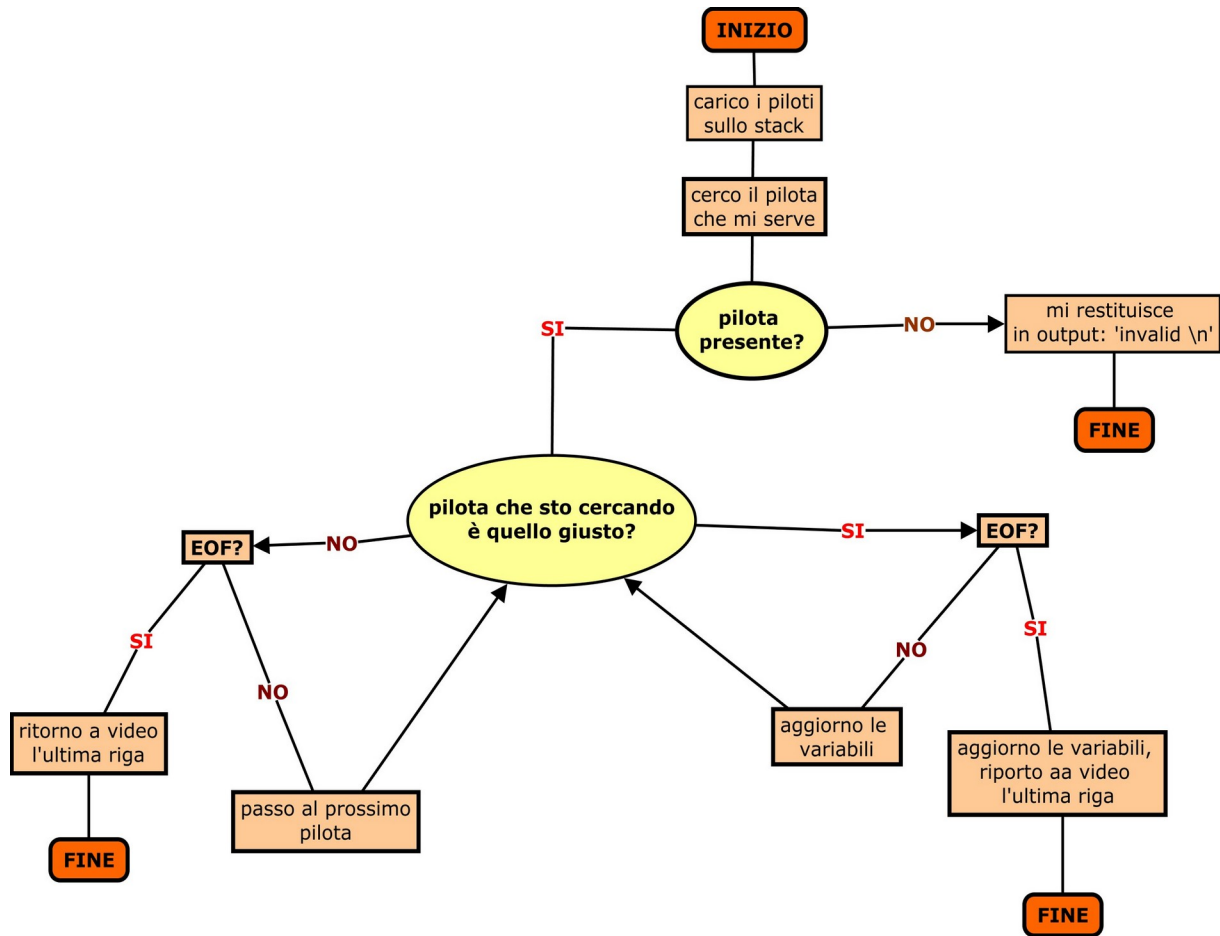 INIZIO
carico i piloti
sullo stack
cerco il pilota
che mi serve
pilota
presente?
SI
NO
mi restituisce
in output: 'invalid \n'
FINE
pilota che sto cercando
è quello giusto?
NO
EOF?
SI
NO
ritorno a video
l'ultima riga
FINE
passo al prossimo
pilota
SI
EOF?
NO
SI
aggiorno le
variabili
aggiorno le variabili,
riporto aa video
l'ultima riga
FINE